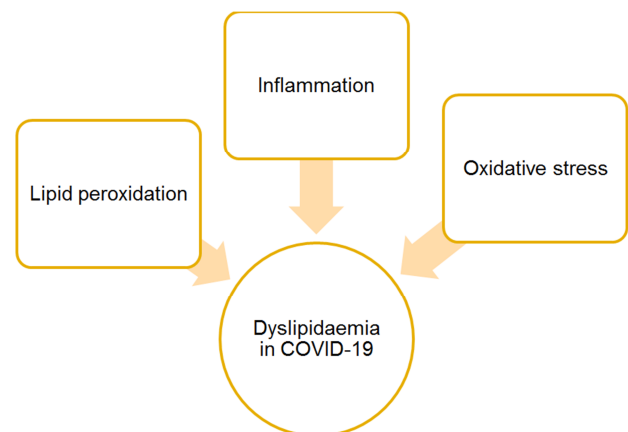 Inflammation
Lipid peroxidation
Oxidative stress
Dyslipidaemia
in COVID-19